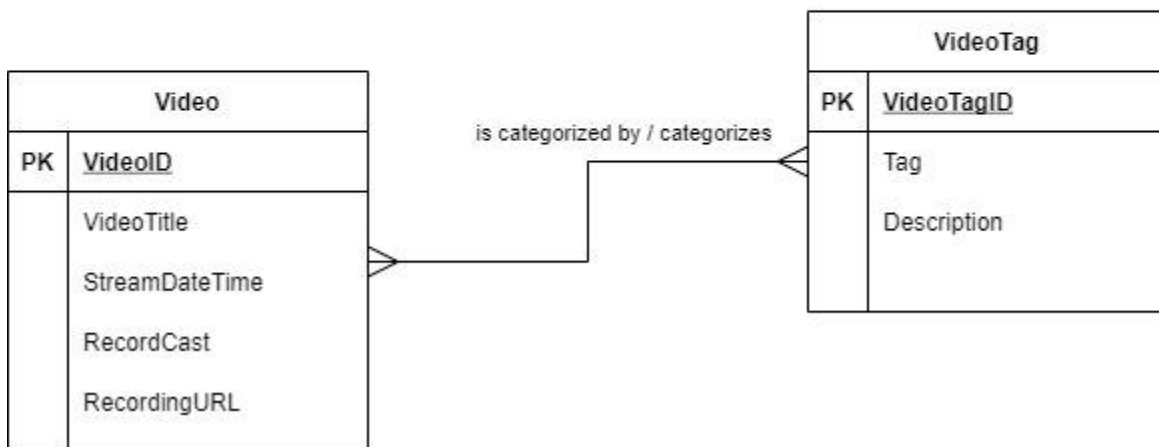 Video
PK VideoID
VideoTitle
StreamDateTime
RecordCast
RecordingURL
is categorized by / categorizes
VideoTag
PK VideoTagID
Tag
Description